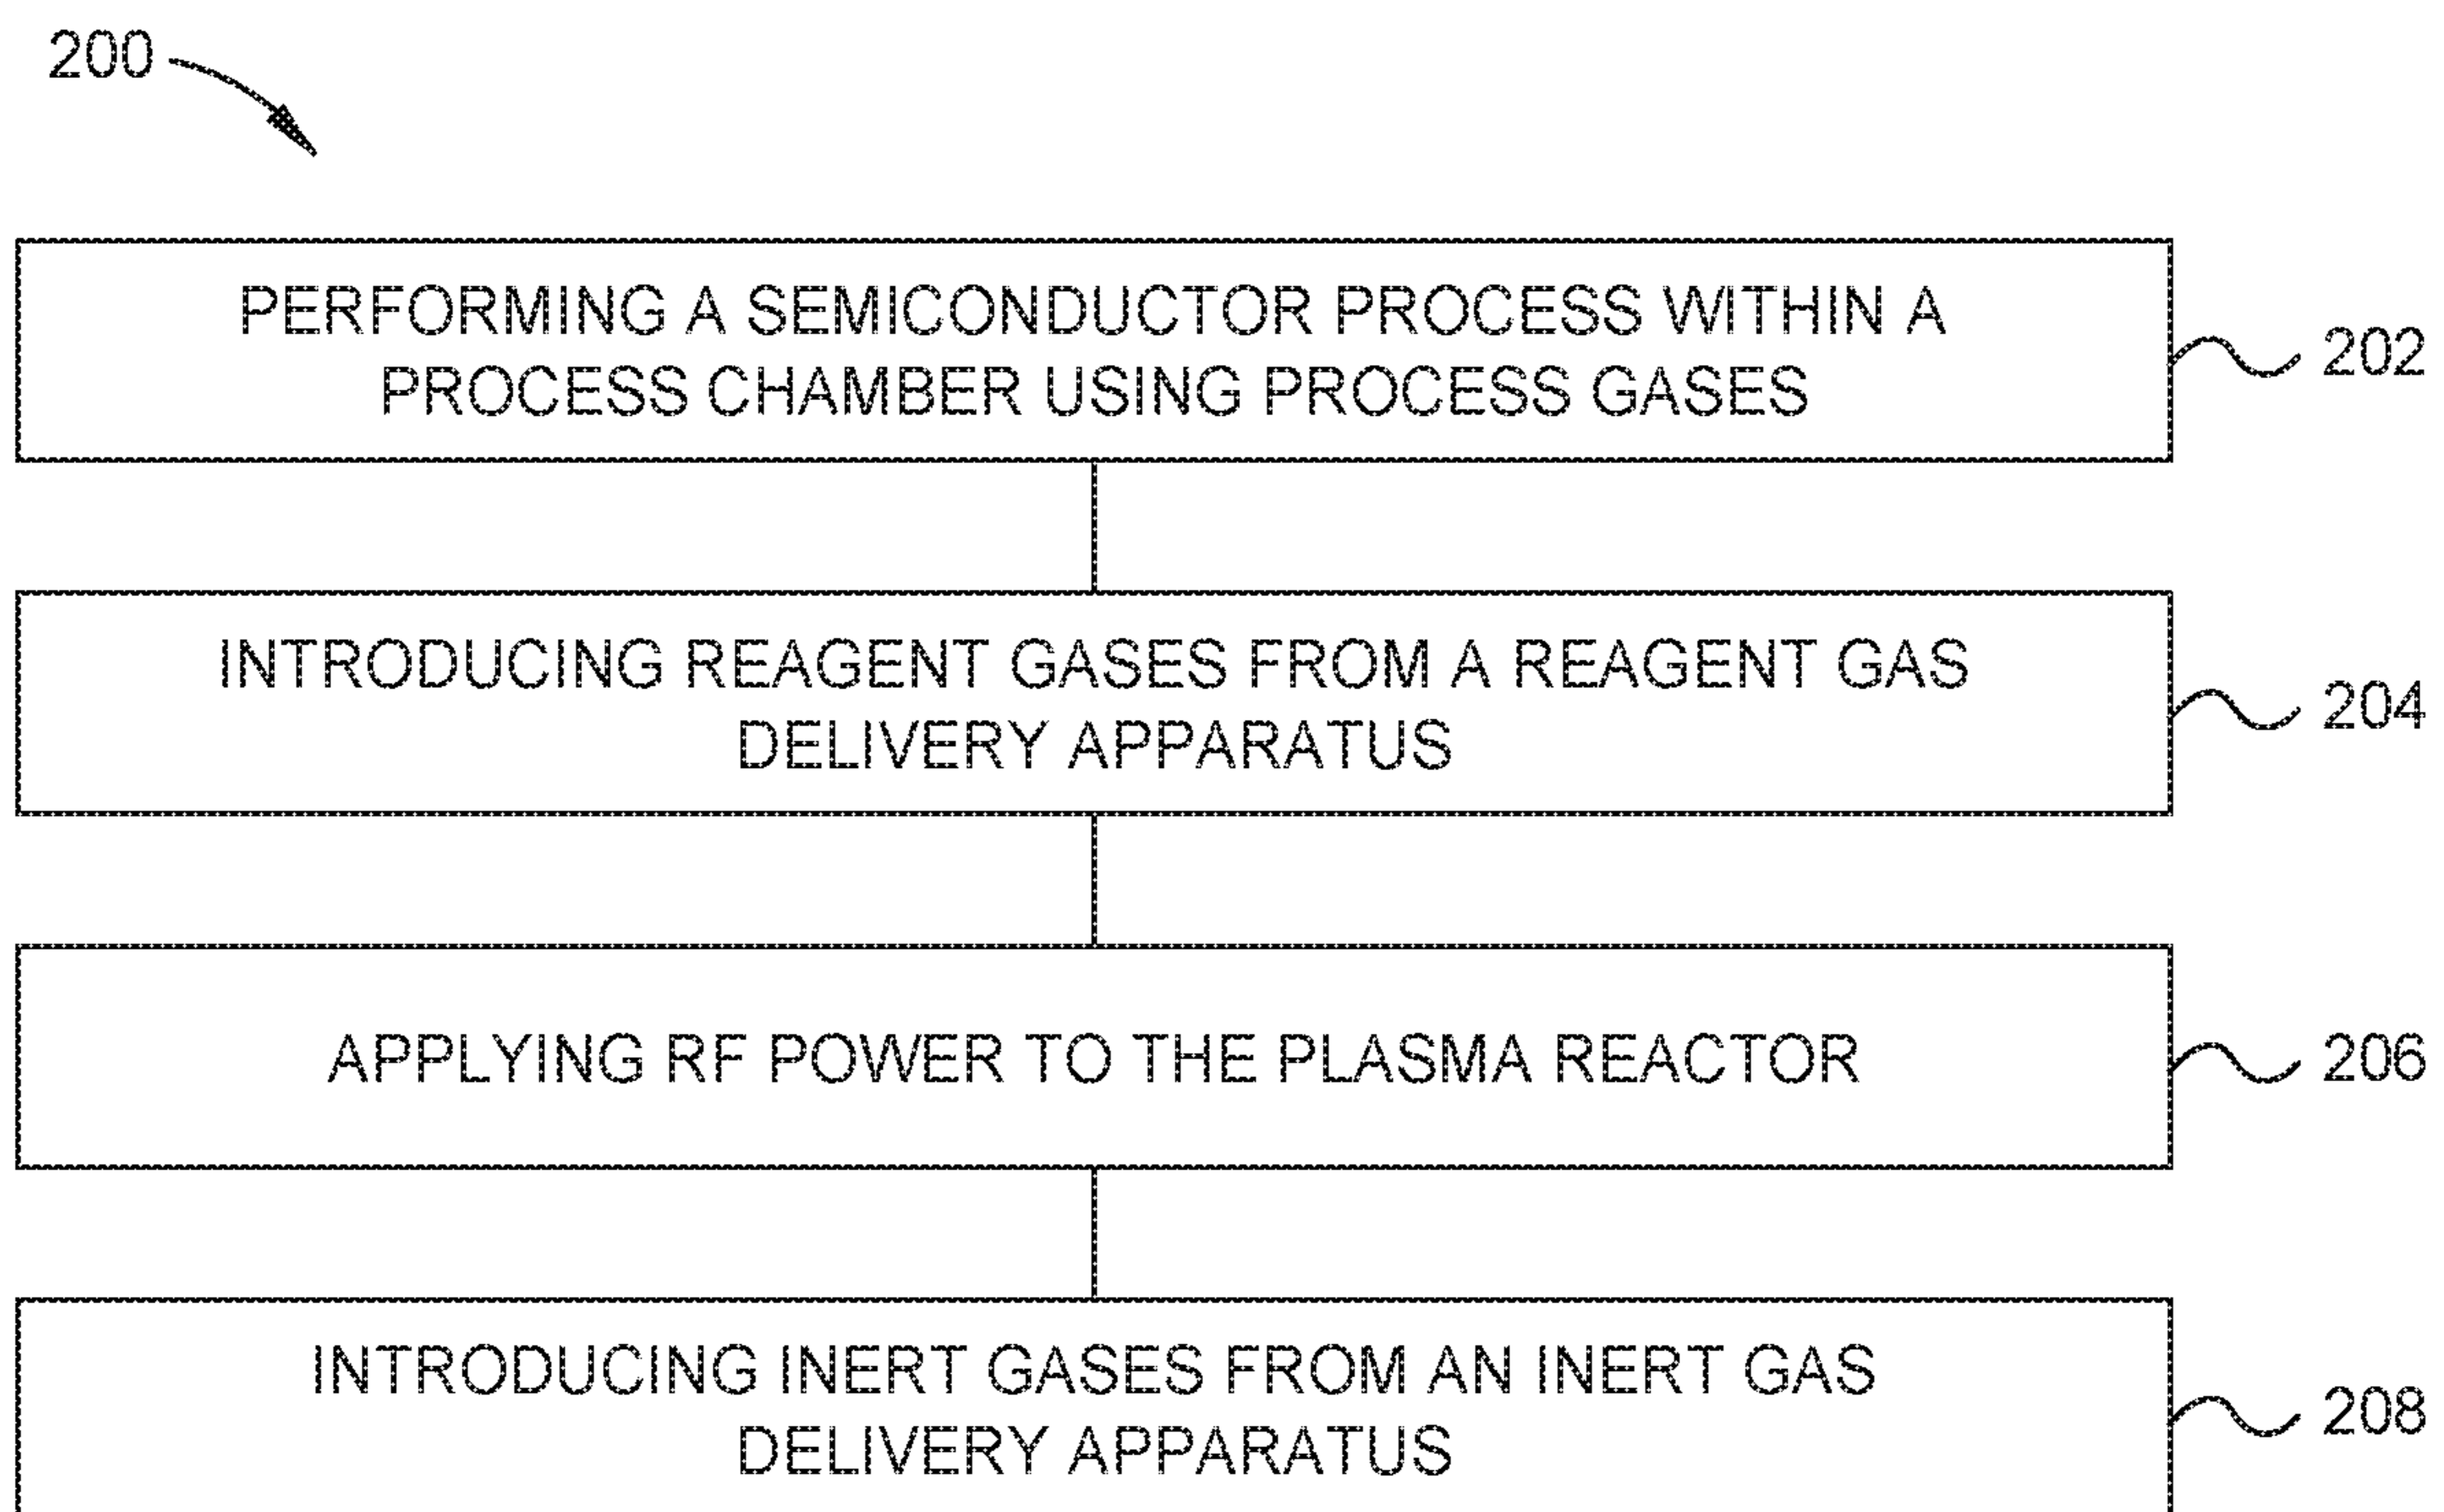 200
PERFORMING A SEMICONDUCTOR PROCESS WITHIN A
PROCESS CHAMBER USING PROCESS GASES
202
INTRODUCING REAGENT GASES FROM A REAGENT GAS
DELIVERY APPARATUS
204
APPLYING RF POWER TO THE PLASMA REACTOR
206
INTRODUCING INERT GASES FROM AN INERT GAS
DELIVERY APPARATUS
208